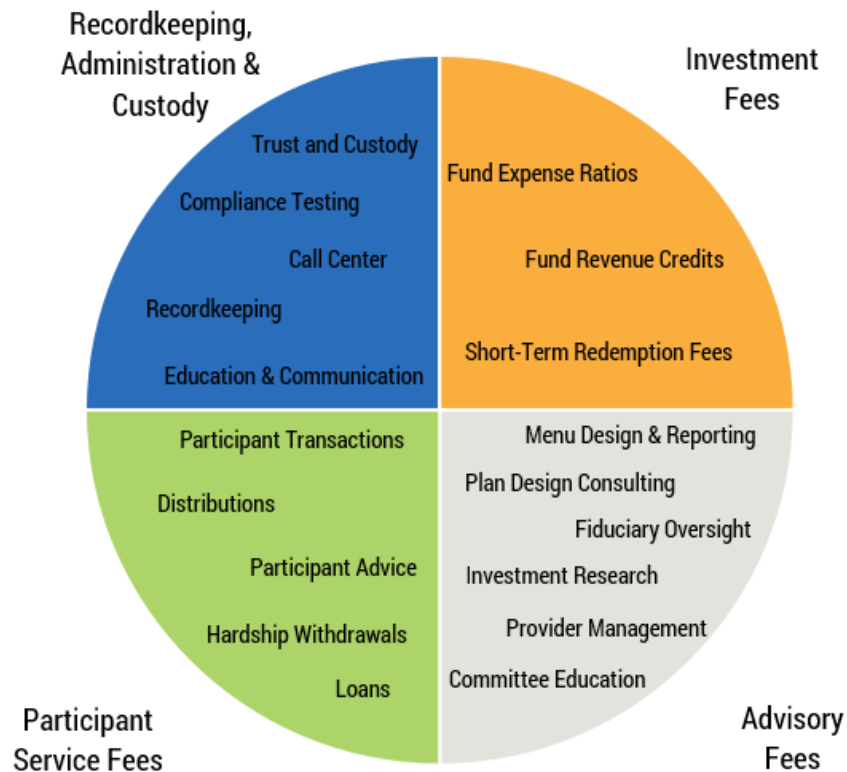 Recordkeeping,
Administration &
Custody
Investment
Fees
Trust and Custody
Compliance Testing
Call Center
Recordkeeping
Education & Communication
Fund Expense Ratios
Fund Revenue Credits
Short-Term Redemption Fees
Participant Transactions
Distributions
Participant Advice
Hardship Withdrawals
Loans
Menu Design & Reporting
Plan Design Consulting
Fiduciary Oversight
Investment Research
Provider Management
Committee Education
Participant
Service Fees
Advisory
Fees